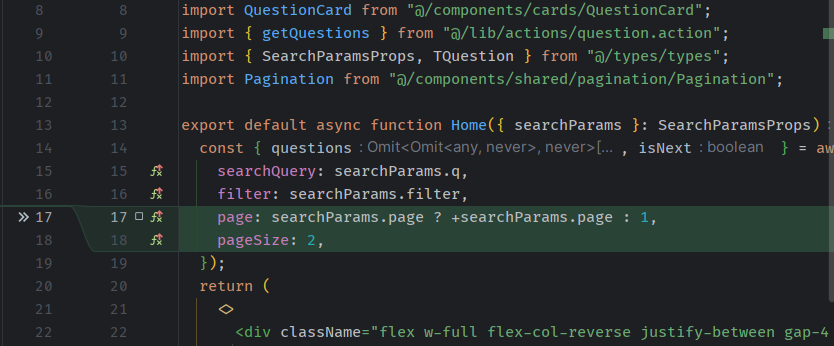 8 8 import QuestionCard from "@/components/cards/QuestionCard";
9 9 import { getQuestions } from "@/lib/actions/question.action";
10 10 import { SearchParamsProps, TQuestion } from "@/types/types";
11 11 import Pagination from "@/components/shared/pagination/Pagination";
12 12
13 13 export default async function Home({ searchParams }: SearchParamsProps) :
14 14 const { questions : Omit<Omit<any, never>, never>[... , isNext : boolean } = aw
15 15 searchQuery: searchParams.q,
16 16 filter: searchParams.filter,
17 17 page: searchParams.page ? +searchParams.page : 1,
18 18 pageSize: 2,
19 19 });
20 20 return (
21 21 <>
22 22 <div className="flex w-full flex-col-reverse justify-between gap-4